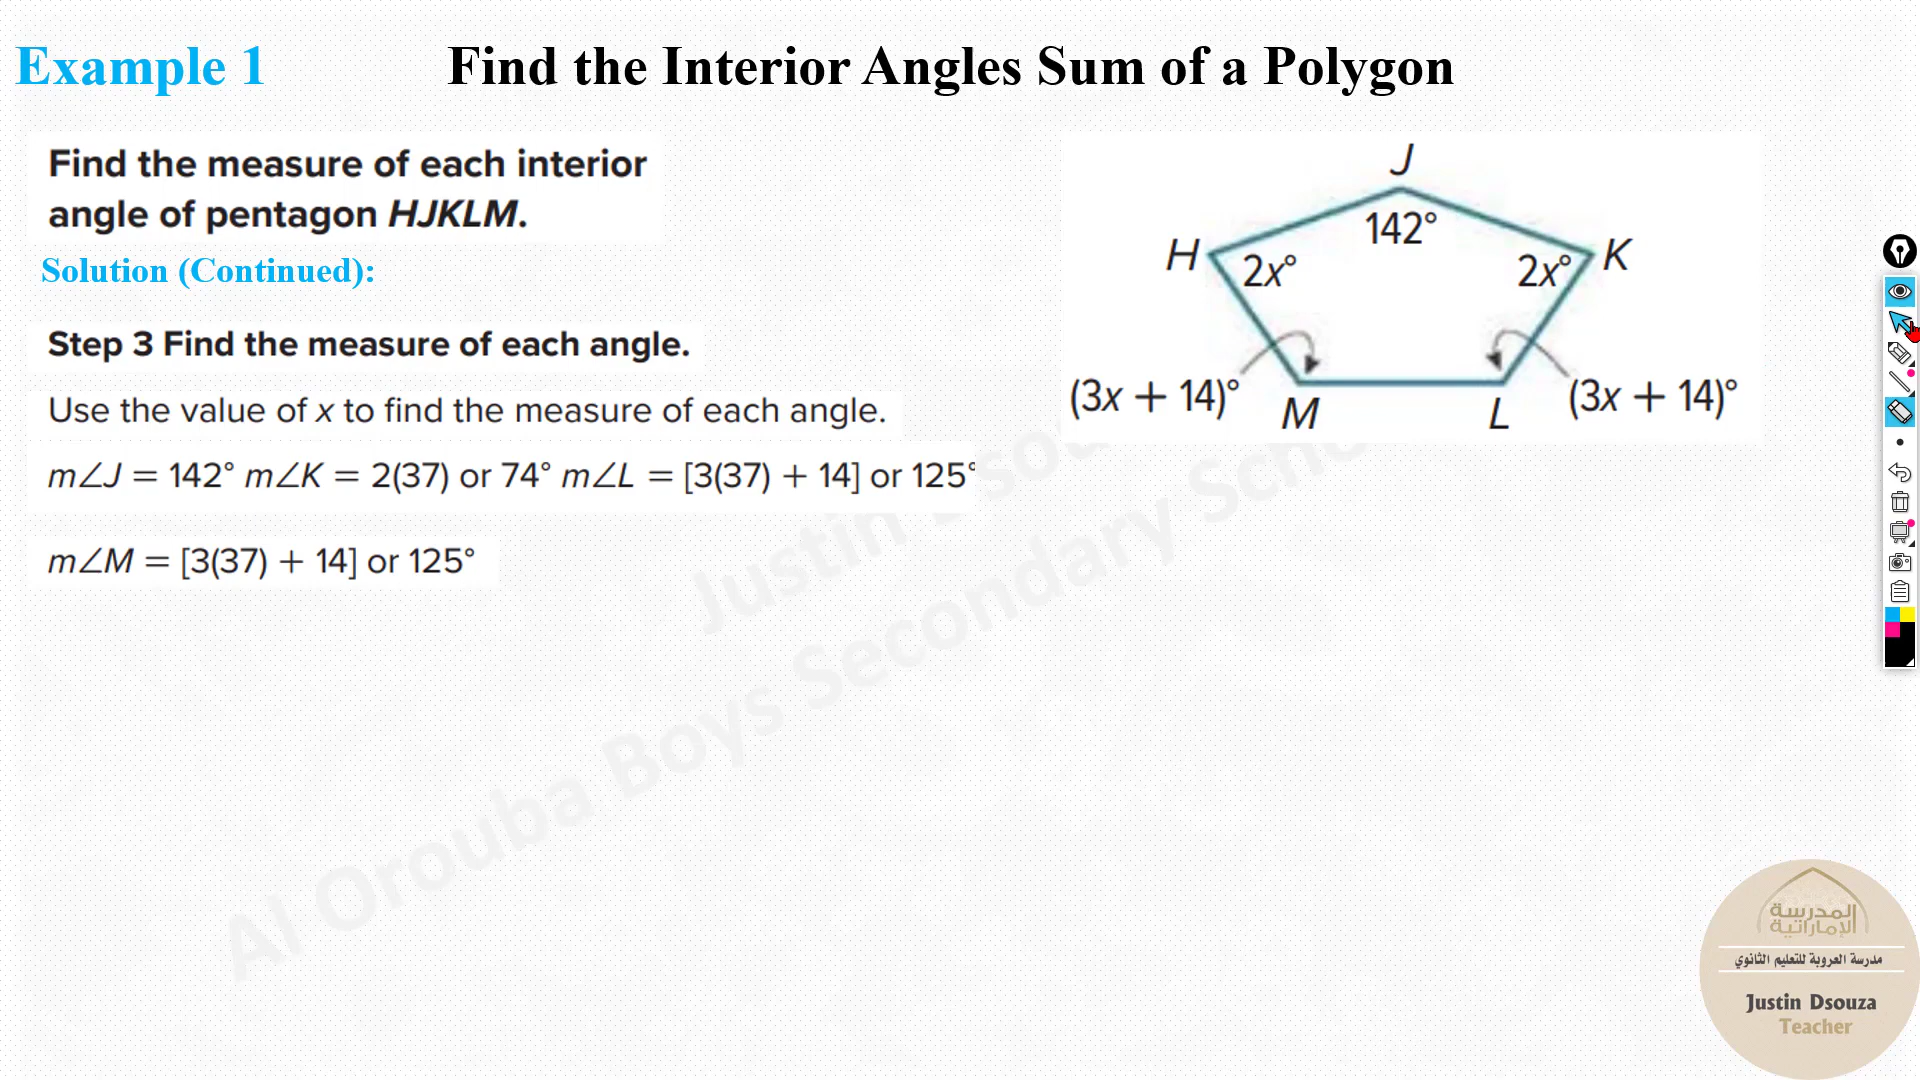 Example 1
Find the Interior Angles Sum of a Polygon
Find the measure of each interior
angle of pentagon HJKLM.
Solution (Continued):
Step 3 Find the measure of each angle.
Use the value of x to find the measure of each angle.
m∠J = 142° m∠K = 2(37) or 74° m∠L = [3(37) + 14] or 125°
m∠M = [3(37) + 14] or 125°
J
142°
H
2x°
2x°
K
(3x + 14)°
M
L
(3x + 14)°
Justin Dsouza
Al Orouba Boys Secondary School
المدرسة
الإماراتية
مدرسة العروبة للتعليم الثانوي
Justin Dsouza
Teacher